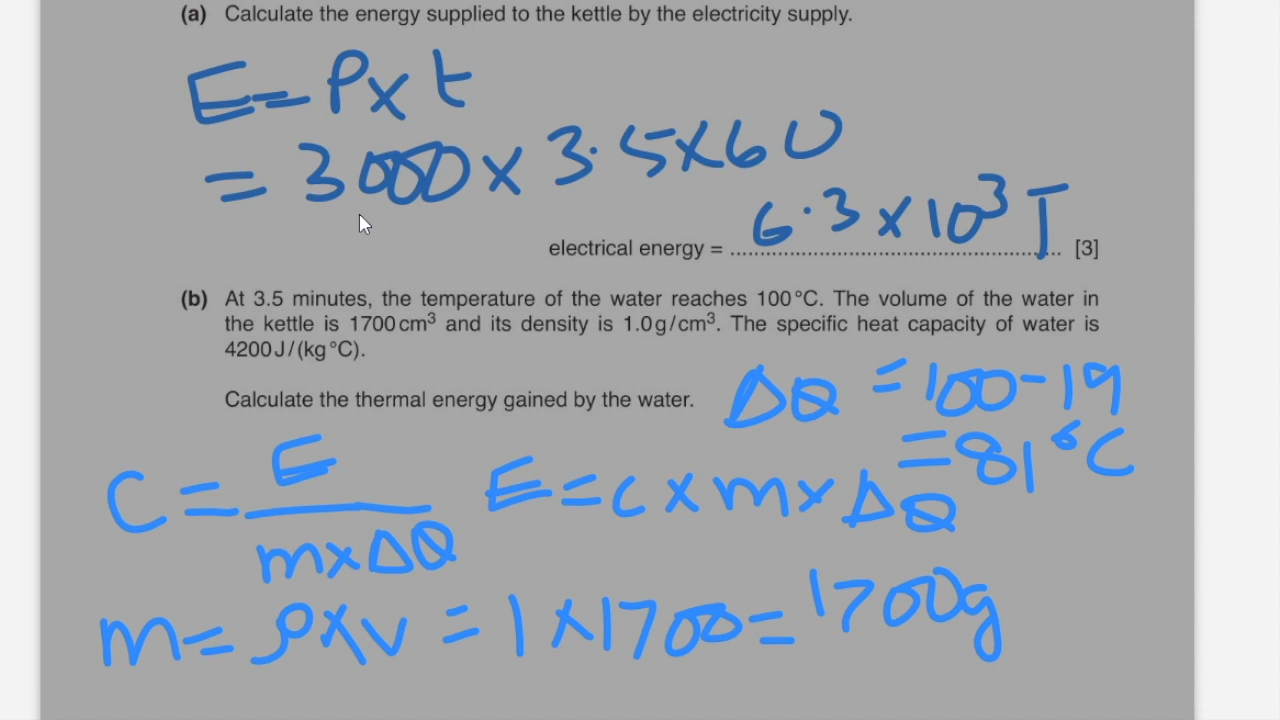 (a) Calculate the energy supplied to the kettle by the electricity supply.
E = P x t
= 3000 x 3.5 x 60
6.3 x 10³ J
electrical energy = ............................................................ [3]
(b) At 3.5 minutes, the temperature of the water reaches 100 °C. The volume of the water in
the kettle is 1700 cm³ and its density is 1.0 g/cm³. The specific heat capacity of water is
4200 J/(kg °C).
Calculate the thermal energy gained by the water.
Δθ = 100 - 19
= 81 °C
C = E / m x Δθ
E = c x m x Δθ
m = ρ x v = 1 x 1700 = 1700g